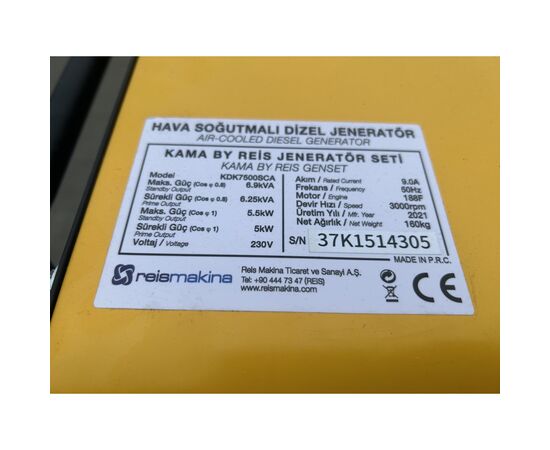 HAVA SOĞUTMALI DİZEL JENERATÖR
AIR-COOLED DIESEL GENERATOR
KAMA BY REİS JENERATÖR SETİ
KAMA BY REIS GENSET
Model KDK7500SCA
Maks. Güç (Cos φ 0.8) 6.9kVA
Standby Output
Sürekli Güç (Cos φ 0.8) 6.25kVA
Prime Output
Maks. Güç (Cos φ 1) 5.5kW
Standby Output
Sürekli Güç (Cos φ 1) 5kW
Prime Output
Voltaj / Voltage 230V
Akım / Rated Current 9.0A
Frekans / Frequency 50Hz
Motor / Engine 188F
Devir Hızı / Speed 3000rpm
Üretim Yılı / Mfr. Year 2021
Net Ağırlık / Net Weight 160kg
S/N 37K1514305
MADE IN P.R.C.
reismakina
Reis Makina Ticaret ve Sanayi A.Ş.
Tel:+90 444 73 47 (REIS)
www.reismakina.com
CE